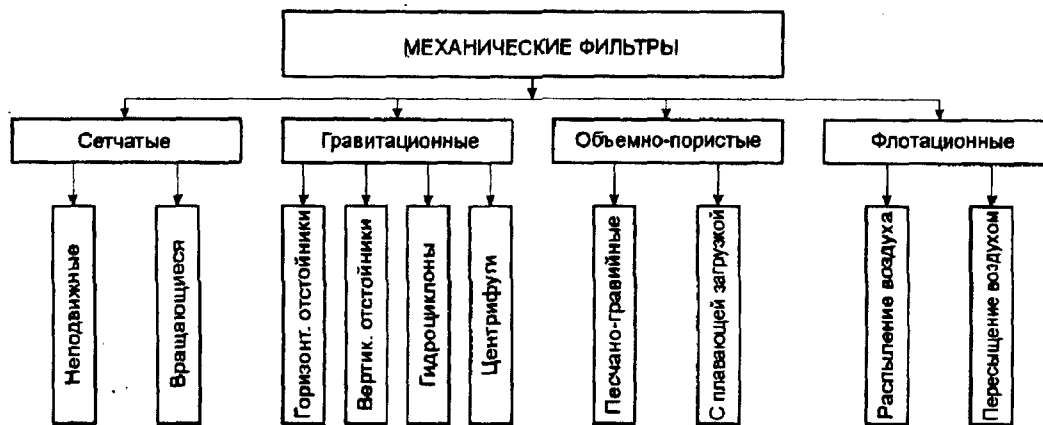 МЕХАНИЧЕСКИЕ ФИЛЬТРЫ
Сетчатые
Гравитационные
Объемно-пористые
Флотационные
Неподвижные
Вращающиеся
Горизонт. отстойники
Вертик. отстойники
Гидроциклоны
Центрифуги
Песчано-гравийные
С плавающей загрузкой
Распыление воздуха
Пересыщение воздухом